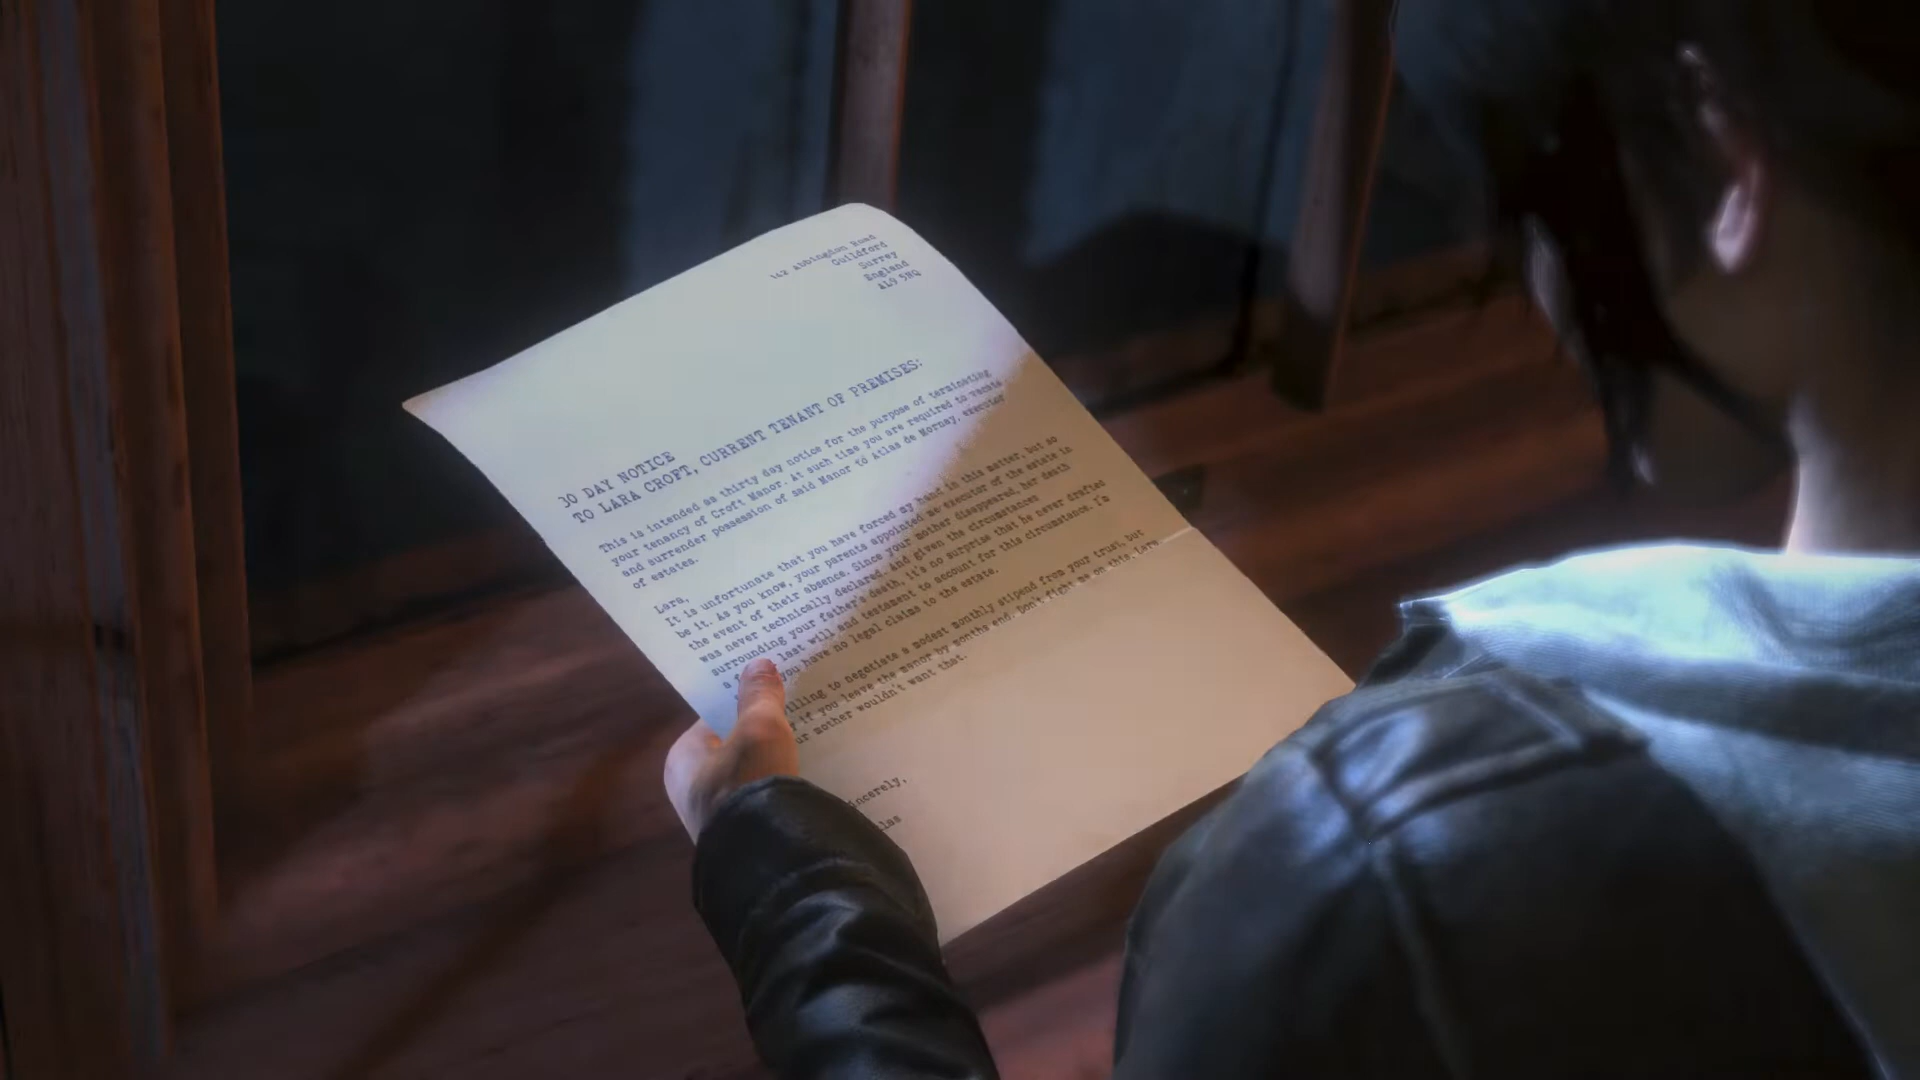 142 Abbingdon Road
Guildford
Surrey
England
aL9 5HQ
30 DAY NOTICE
TO LARA CROFT, CURRENT TENANT OF PREMISES:
This is intended as thirty day notice for the purpose of terminating
your tenancy of Croft Manor. At such time you are required to vacate
and surrender possession of said Manor to Atlas de Mornay, executor
of estates.
Lara,
It is unfortunate that you have forced my hand in this matter, but so
be it. As you know, your parents appointed me executor of the estate in
the event of their absence. Since your mother disappeared, her death
was never technically declared, and given the circumstances
surrounding your father's death, it's no surprise that he never drafted
a last will and testament to account for this circumstance. I'm
you have no legal claims to the estate.
illing to negotiate a modest monthly stipend from your trust, but
if you leave the manor by months end. Don't fight me on this, Lara
ur mother wouldn't want that.
incerely,
las